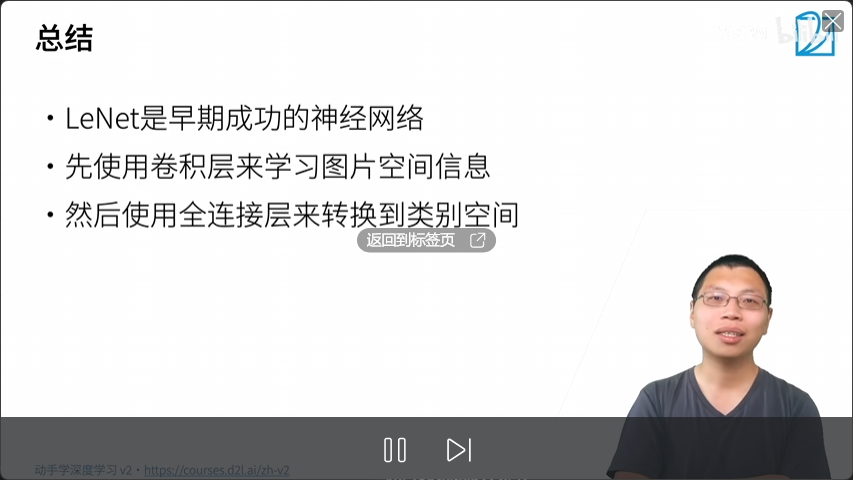 总结
• LeNet是早期成功的神经网络
• 先使用卷积层来学习图片空间信息
• 然后使用全连接层来转换到类别空间
返回到标签页
动手学深度学习 v2 • https://courses.d2l.ai/zh-v2